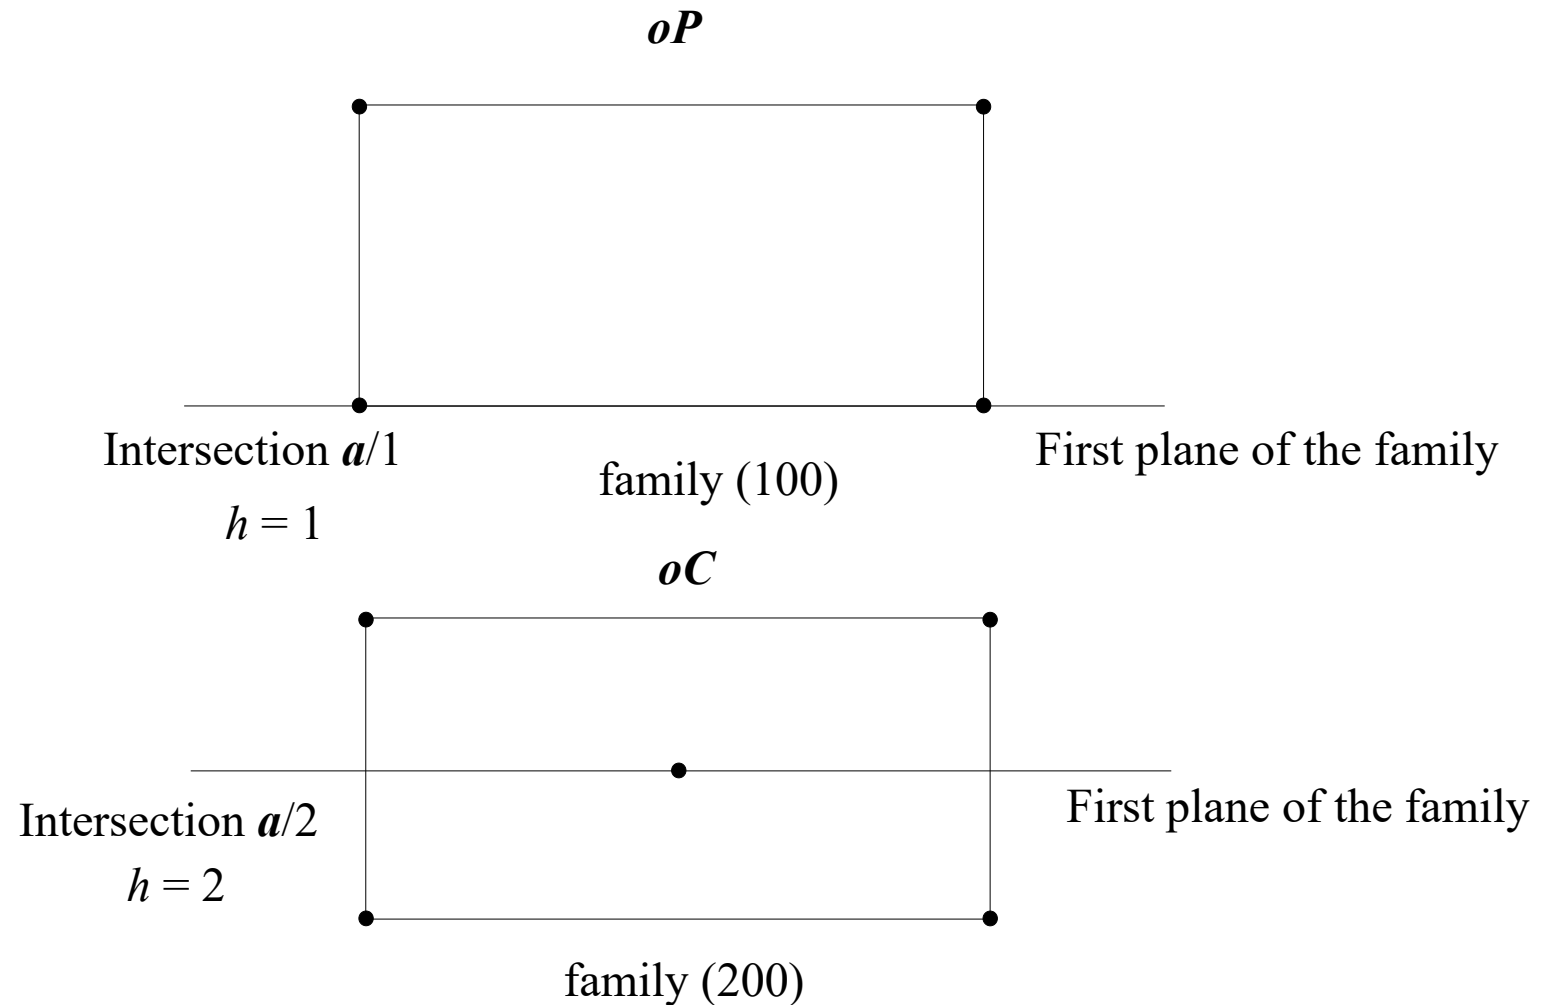 oP
Intersection a/1
First plane of the family
family (100)
h = 1
oC
Intersection a/2
First plane of the family
h = 2
family (200)